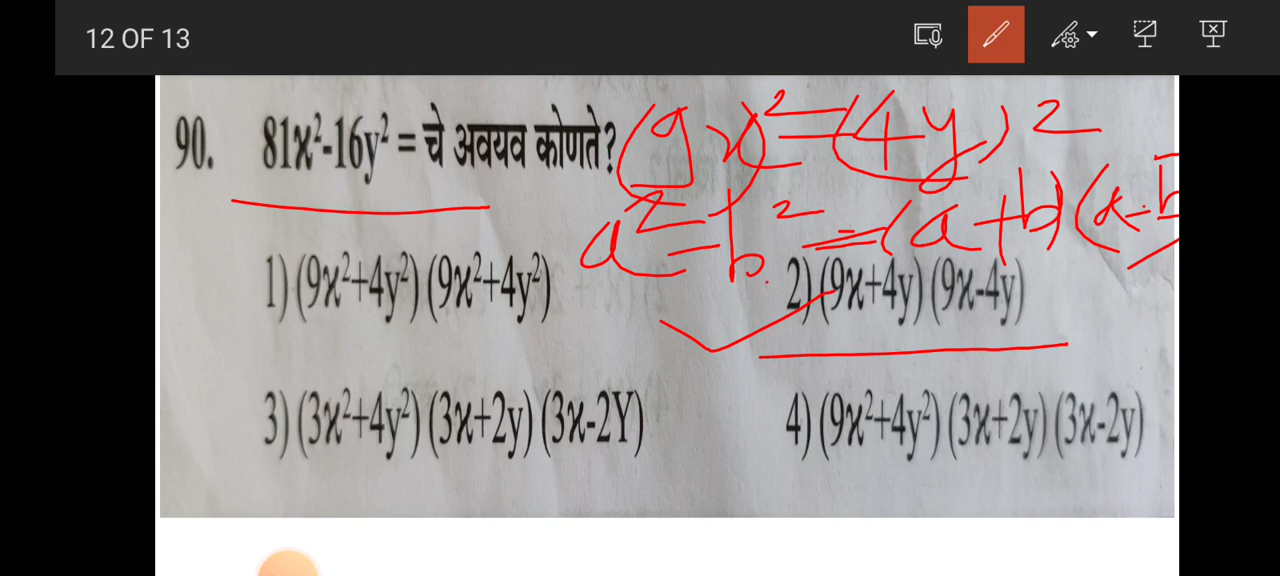 12 OF 13
90. 81x²-16y² = चे अवयव कोणते? (9x)² - (4y)²
a² - b² = (a+b)(x-b
1) (9x²+4y²) (9x²+4y²) 2) (9x+4y) (9x-4y)
3) (3x²+4y²) (3x+2y) (3x-2Y) 4) (9x²+4y²) (3x+2y) (3x-2y)